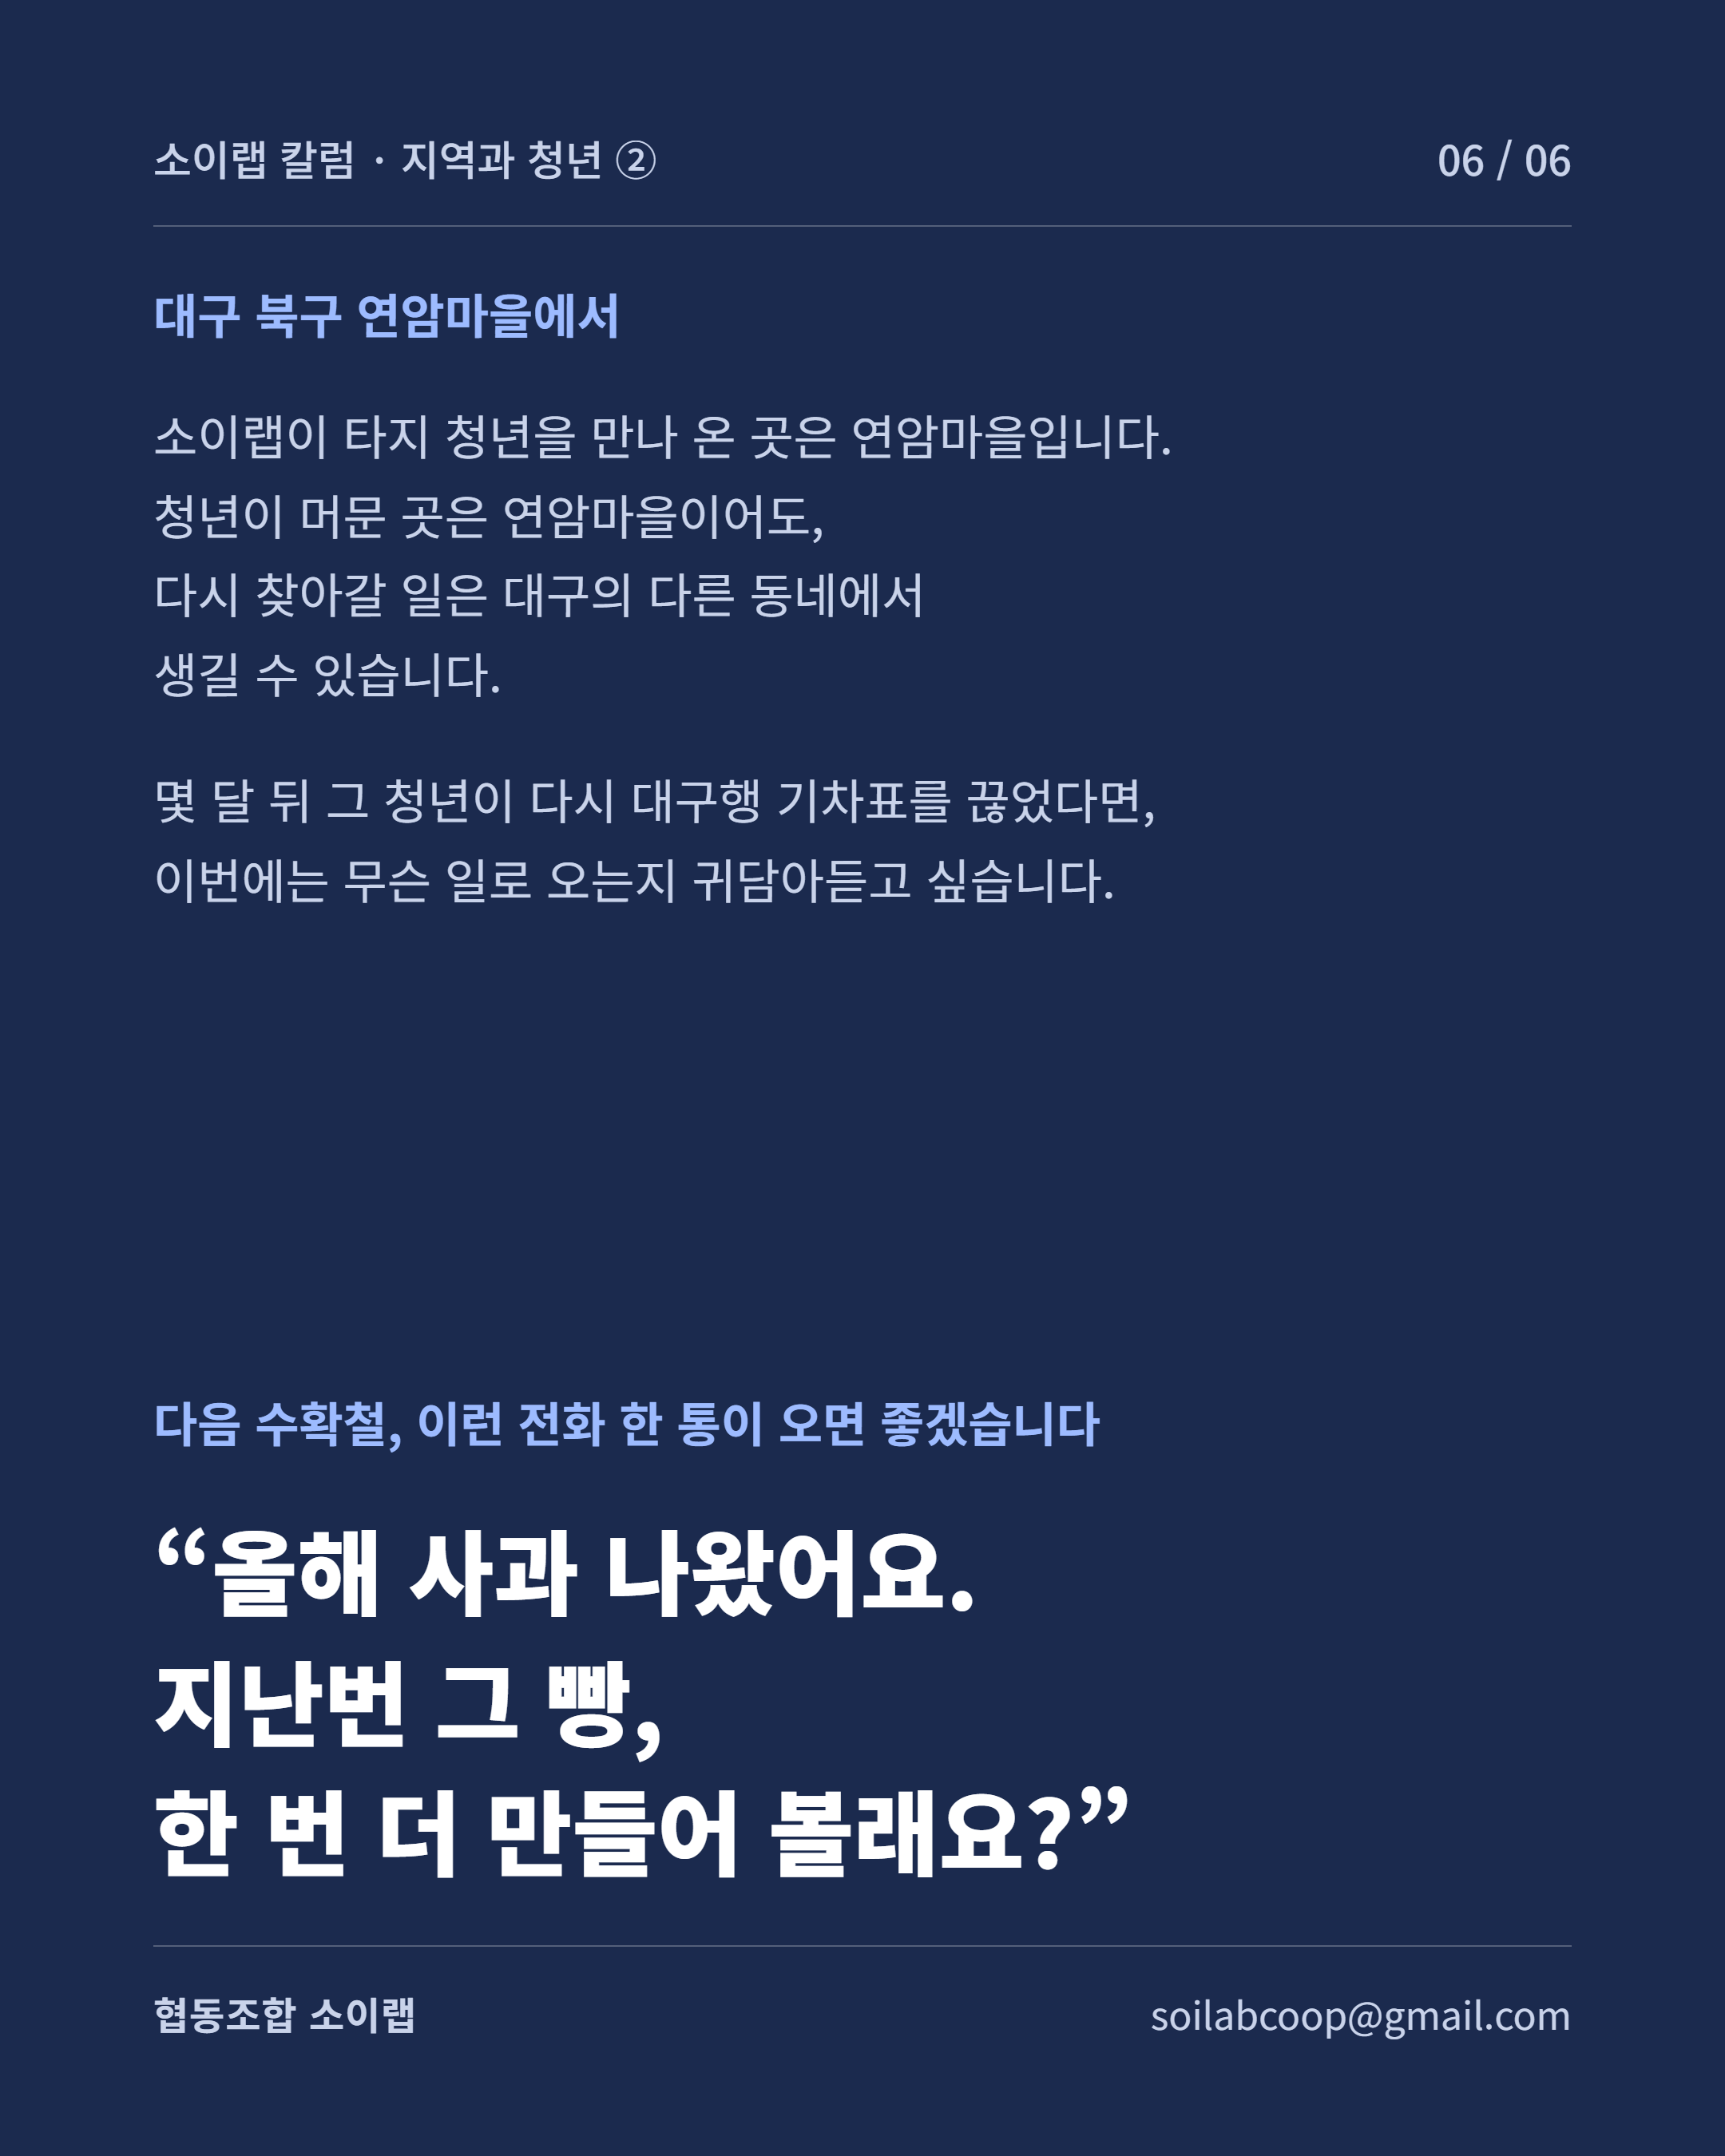 소이랩 칼럼 · 지역과 청년 ②
06 / 06
대구 북구 연암마을에서
소이랩이 타지 청년을 만나 온 곳은 연암마을입니다.
청년이 머문 곳은 연암마을이어도,
다시 찾아갈 일은 대구의 다른 동네에서
생길 수 있습니다.
몇 달 뒤 그 청년이 다시 대구행 기차표를 끊었다면,
이번에는 무슨 일로 오는지 귀담아듣고 싶습니다.
다음 수확철, 이런 전화 한 통이 오면 좋겠습니다
“올해 사과 나왔어요.
지난번 그 빵,
한 번 더 만들어 볼래요?”
협동조합 소이랩
soilabcoop@gmail.com